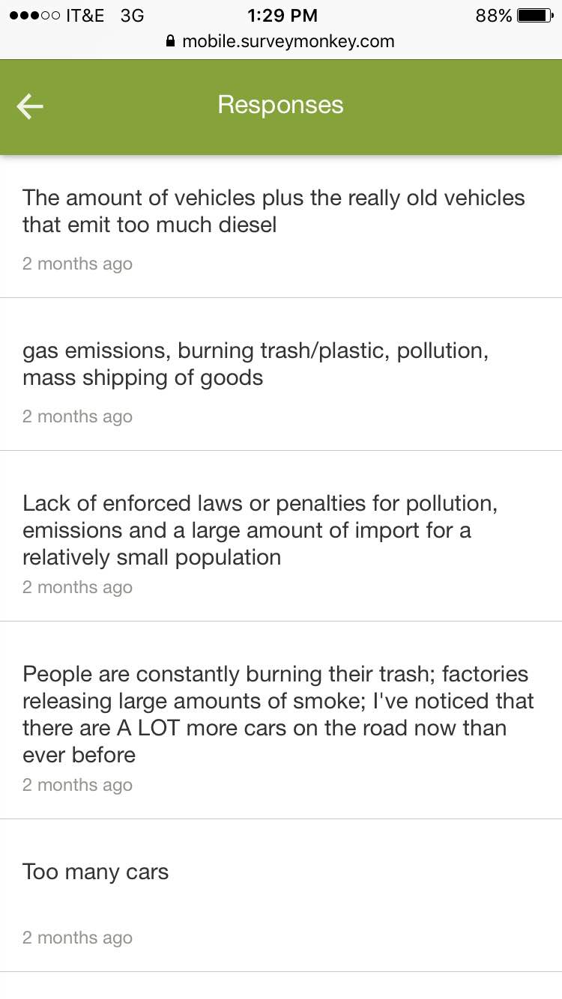 IT&E 3G 1:29 PM 88%
mobile.surveymonkey.com
Responses
The amount of vehicles plus the really old vehicles
that emit too much diesel
2 months ago
gas emissions, burning trash/plastic, pollution,
mass shipping of goods
2 months ago
Lack of enforced laws or penalties for pollution,
emissions and a large amount of import for a
relatively small population
2 months ago
People are constantly burning their trash; factories
releasing large amounts of smoke; I've noticed that
there are A LOT more cars on the road now than
ever before
2 months ago
Too many cars
2 months ago